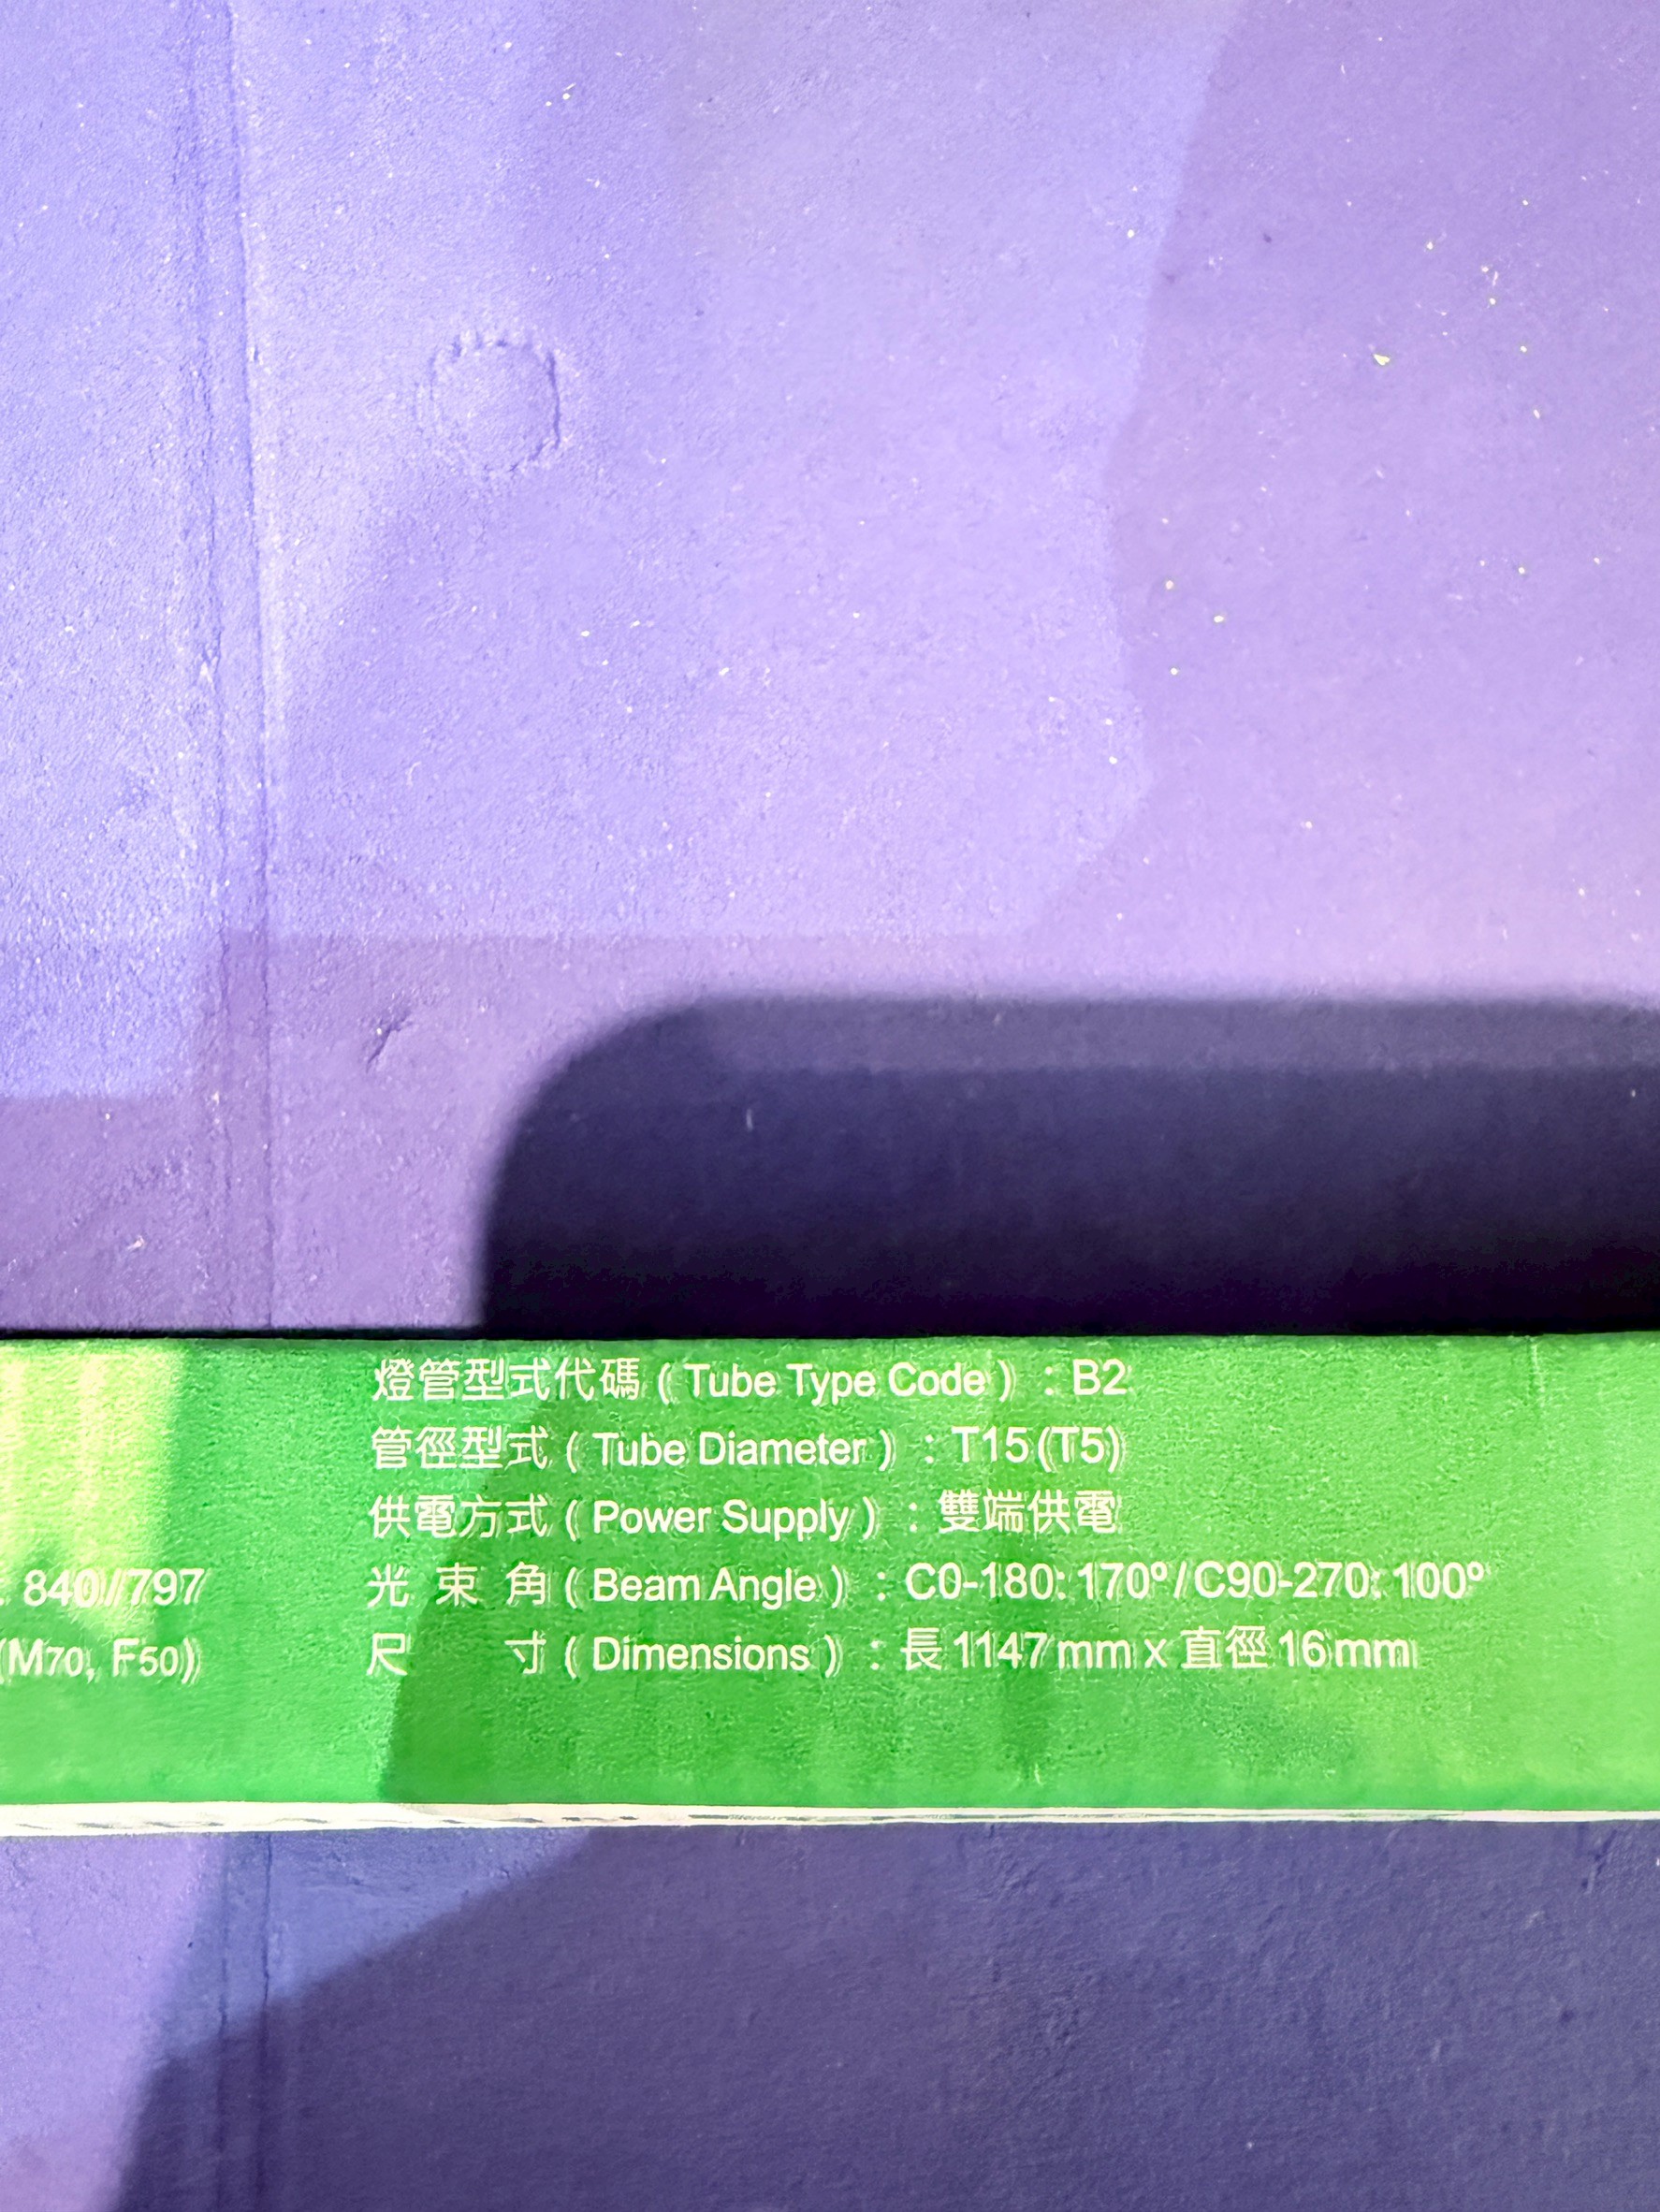 燈管型式代碼 ( Tube Type Code ) : B2
管徑型式 ( Tube Diameter ) : T15 (T5)
供電方式 ( Power Supply ) : 雙端供電
840/797
光束角 ( Beam Angle ) : C0-180: 170º / C90-270: 100º
(M70, F50)
尺寸 ( Dimensions ) : 長 1147 mm x 直徑 16 mm